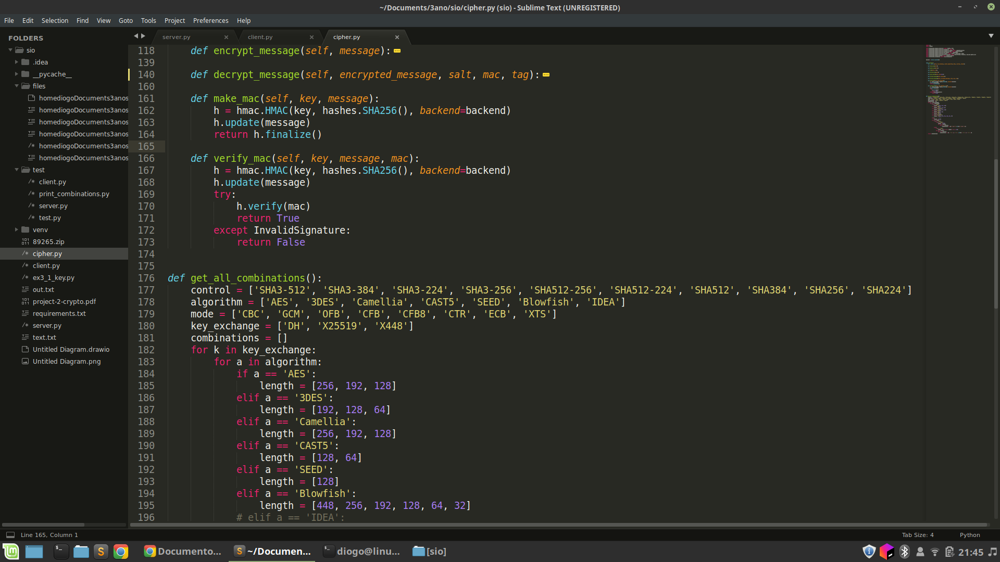 ~/Documents/3ano/sio/cipher.py (sio) - Sublime Text (UNREGISTERED)
File Edit Selection Find View Goto Tools Project Preferences Help
FOLDERS
sio
.idea
__pycache__
files
homediogoDocuments3anos
homediogoDocuments3anos
homediogoDocuments3anos
homediogoDocuments3anos
homediogoDocuments3anos
homediogoDocuments3anos
test
client.py
print_combinations.py
server.py
test.py
venv
89265.zip
cipher.py
client.py
ex3_1_key.py
out.txt
project-2-crypto.pdf
requirements.txt
server.py
text.txt
Untitled Diagram.drawio
Untitled Diagram.png
server.py client.py cipher.py
118     def encrypt_message(self, message):
139
140     def decrypt_message(self, encrypted_message, salt, mac, tag):
160
161     def make_mac(self, key, message):
162         h = hmac.HMAC(key, hashes.SHA256(), backend=backend)
163         h.update(message)
164         return h.finalize()
165
166     def verify_mac(self, key, message, mac):
167         h = hmac.HMAC(key, hashes.SHA256(), backend=backend)
168         h.update(message)
169         try:
170             h.verify(mac)
171             return True
172         except InvalidSignature:
173             return False
174
175
176 def get_all_combinations():
177     control = ['SHA3-512', 'SHA3-384', 'SHA3-224', 'SHA3-256', 'SHA512-256', 'SHA512-224', 'SHA512', 'SHA384', 'SHA256', 'SHA224']
178     algorithm = ['AES', '3DES', 'Camellia', 'CAST5', 'SEED', 'Blowfish', 'IDEA']
179     mode = ['CBC', 'GCM', 'OFB', 'CFB', 'CFB8', 'CTR', 'ECB', 'XTS']
180     key_exchange = ['DH', 'X25519', 'X448']
181     combinations = []
182     for k in key_exchange:
183         for a in algorithm:
184             if a == 'AES':
185                 length = [256, 192, 128]
186             elif a == '3DES':
187                 length = [192, 128, 64]
188             elif a == 'Camellia':
189                 length = [256, 192, 128]
190             elif a == 'CAST5':
191                 length = [128, 64]
192             elif a == 'SEED':
193                 length = [128]
194             elif a == 'Blowfish':
195                 length = [448, 256, 192, 128, 64, 32]
196             # elif a == 'IDEA':
Line 165, Column 1 Tab Size: 4 Python
Documento... ~/Documen... diogo@linu... [sio] 21:45